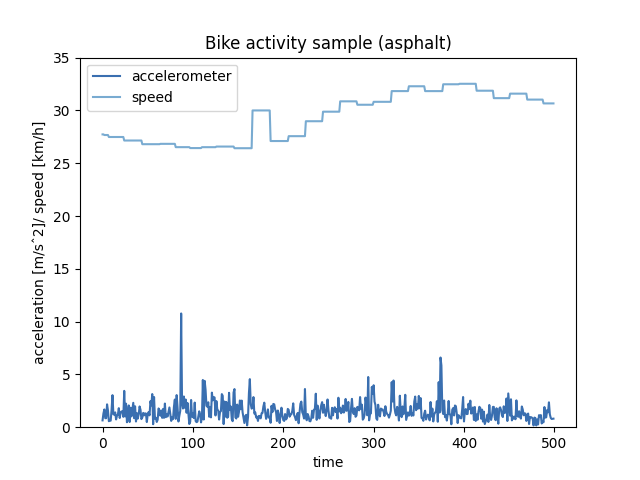 Bike activity sample (asphalt)
accelerometer
speed
acceleration [m/sˆ2]/ speed [km/h]
35
30
25
20
15
10
5
0
0 100 200 300 400 500
time